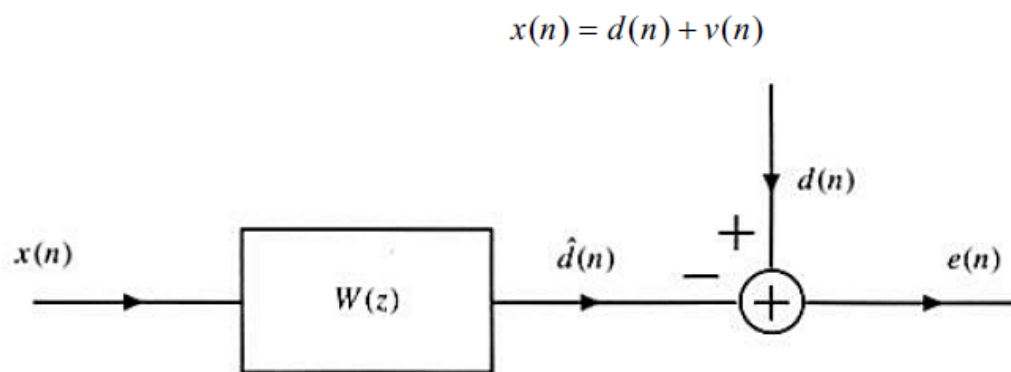 x(n) = d(n) + v(n)
d(n)
+
x(n)
W(z)
d̂(n)
−
+
e(n)